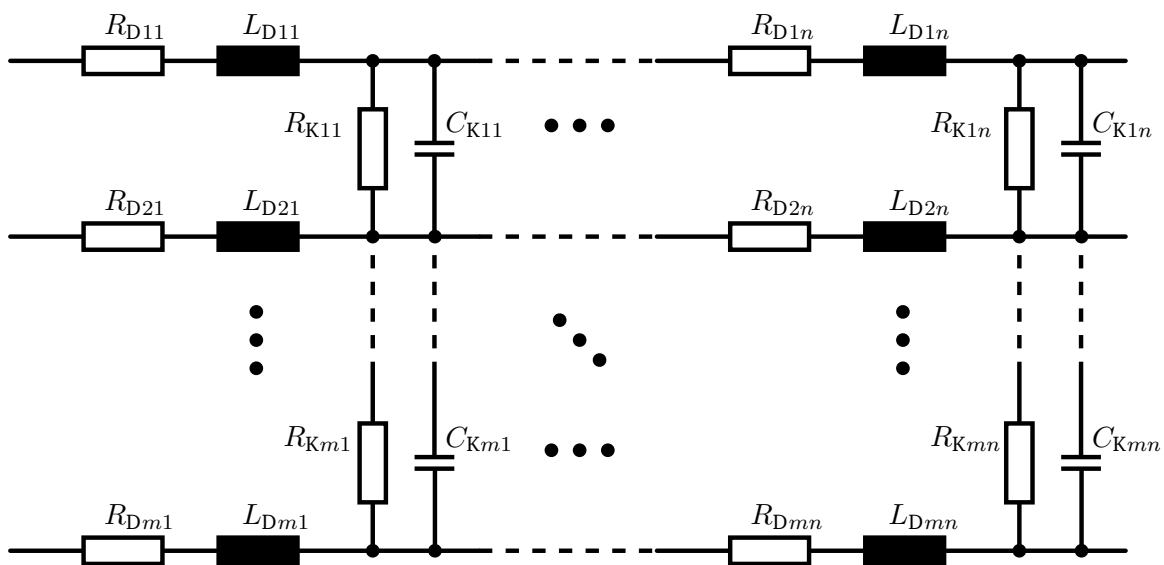 R_D11 L_D11 R_D1n L_D1n
R_K11 C_K11 R_K1n C_K1n
R_D21 L_D21 R_D2n L_D2n
R_Km1 C_Km1 R_Kmn C_Kmn
R_Dm1 L_Dm1 R_Dmn L_Dmn